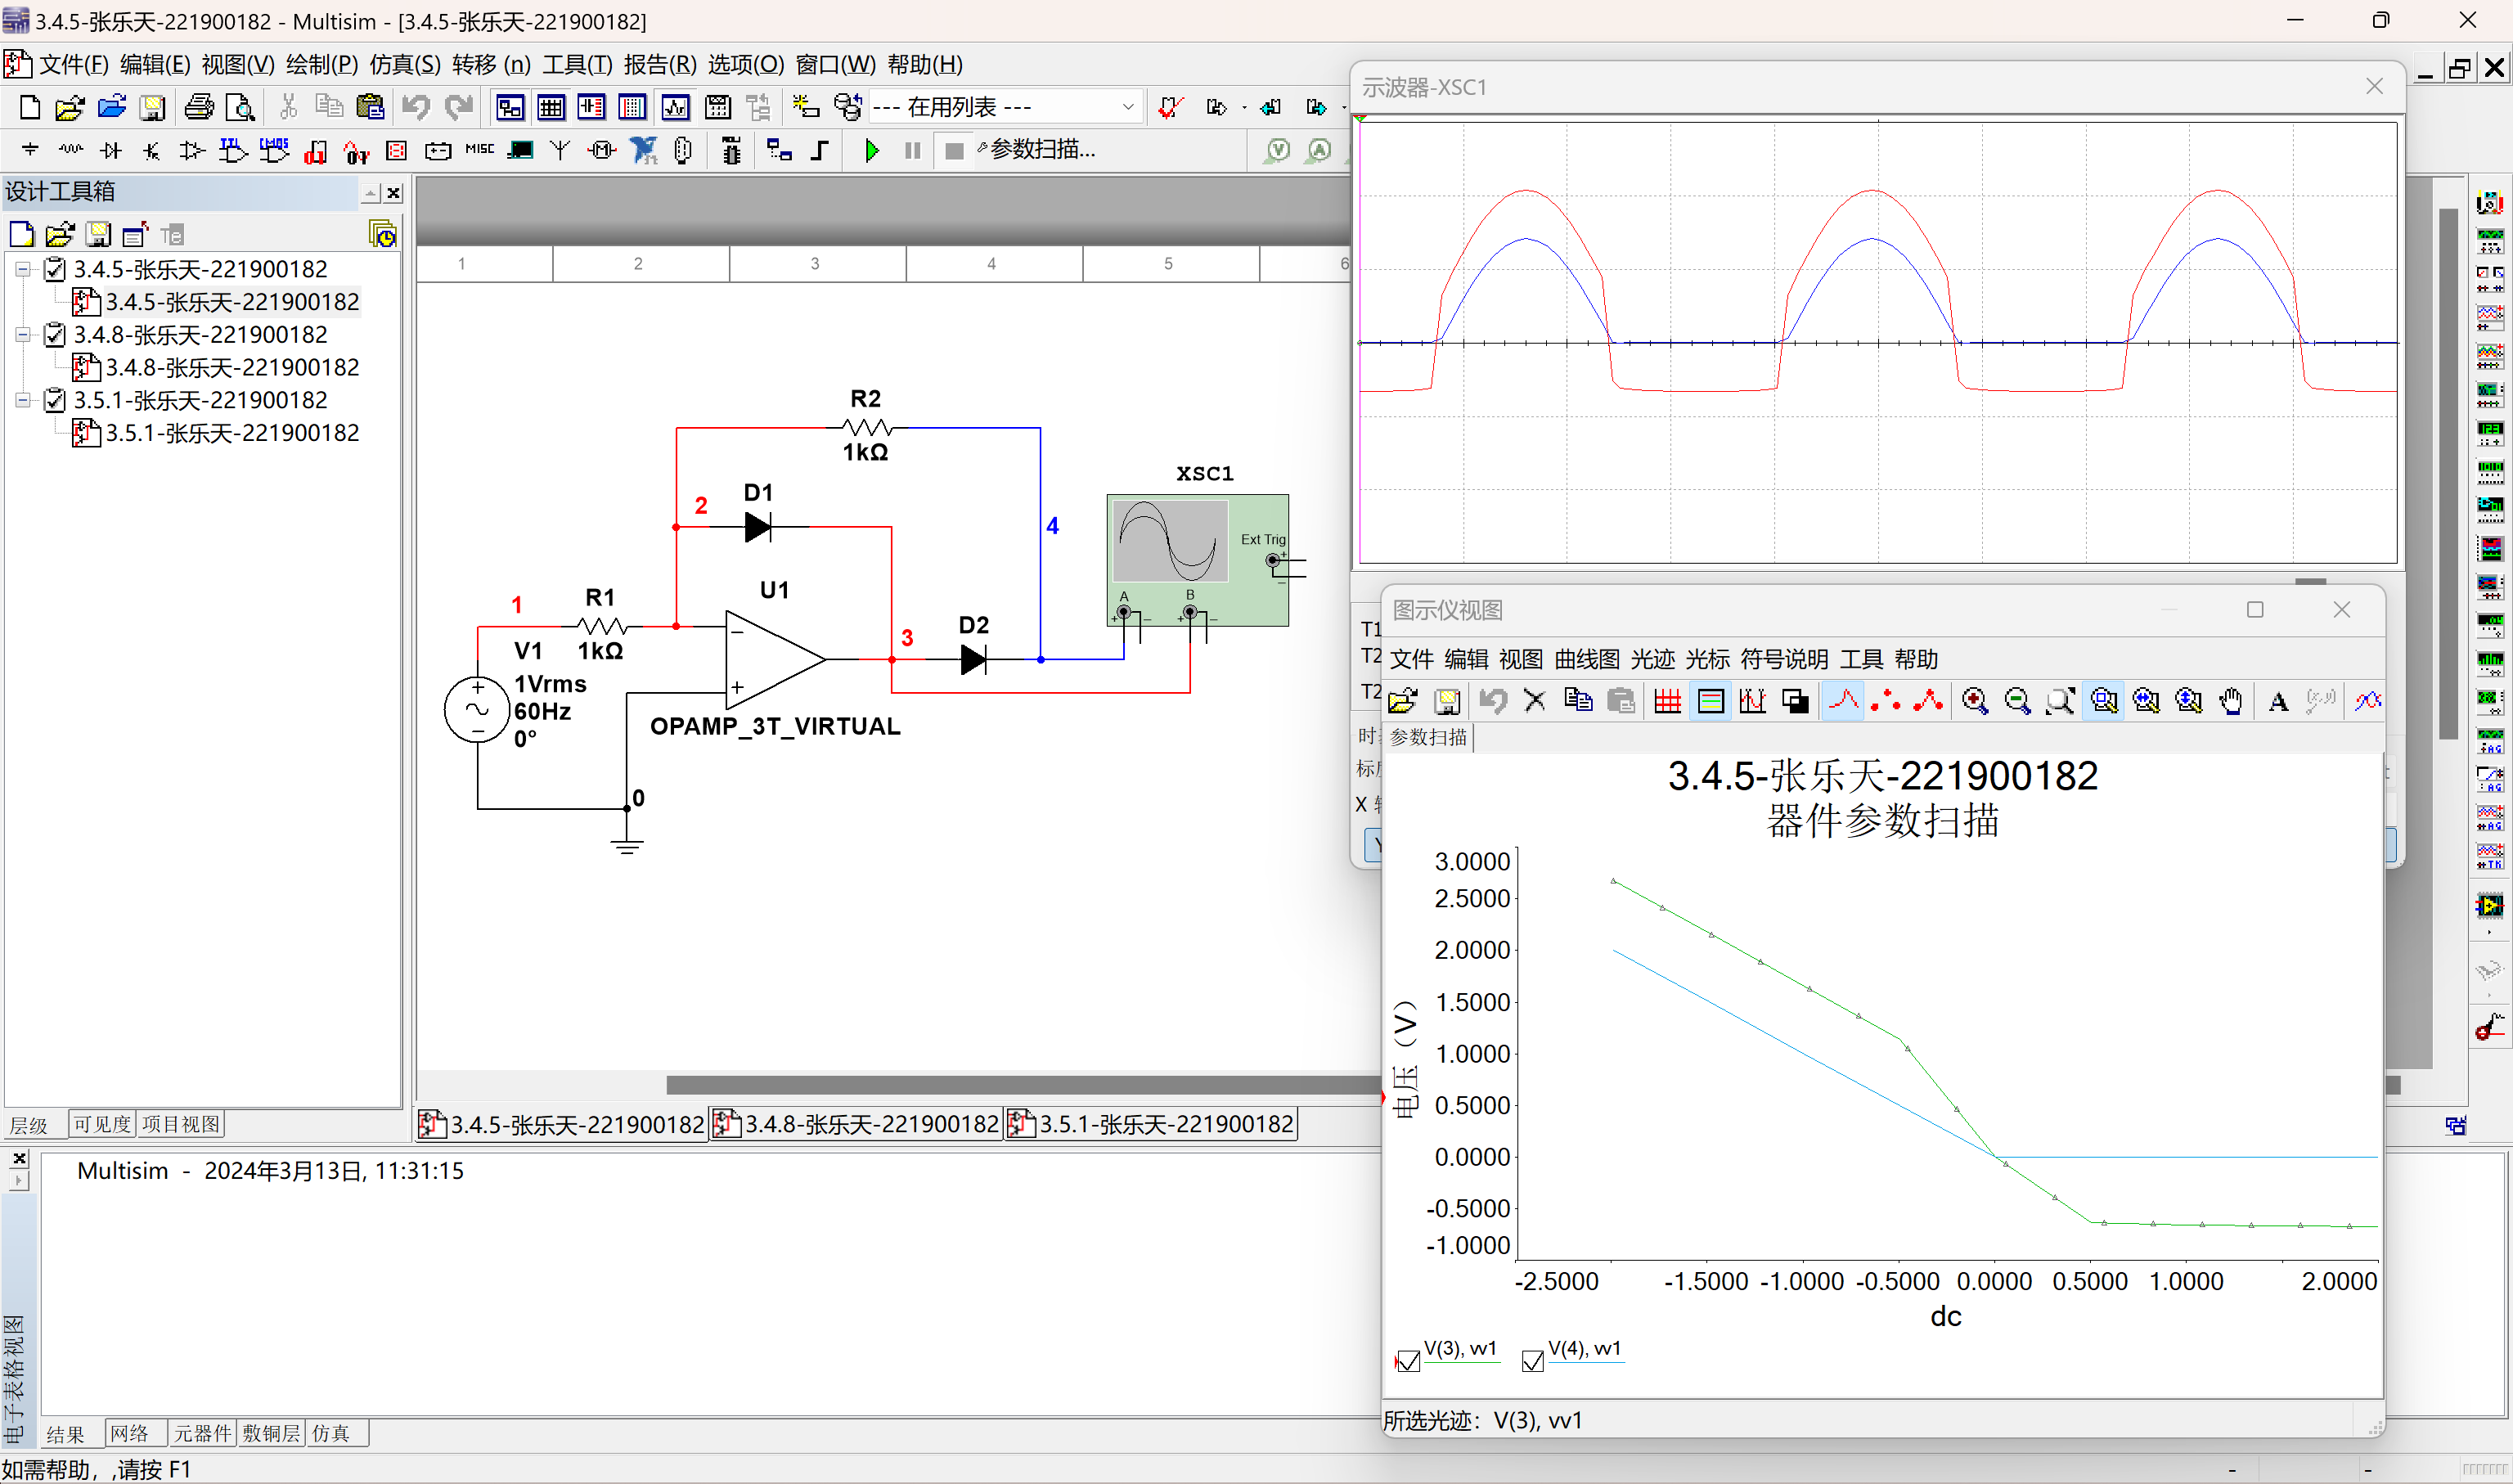 3.4.5-张乐天-221900182 - Multisim - [3.4.5-张乐天-221900182]
文件(F) 编辑(E) 视图(V) 绘制(P) 仿真(S) 转移 (n) 工具(T) 报告(R) 选项(O) 窗口(W) 帮助(H)
--- 在用列表 ---
TTL CMOS MISC 参数扫描...
设计工具箱
3.4.5-张乐天-221900182
3.4.5-张乐天-221900182
3.4.8-张乐天-221900182
3.4.8-张乐天-221900182
3.5.1-张乐天-221900182
3.5.1-张乐天-221900182
层级 可见度 项目视图
1 2 3 4 5 6
R2
1kΩ
D1
2
4
XSC1
Ext Trig
A B
U1
R1
1kΩ
1
V1
1Vrms
60Hz
0°
3
D2
OPAMP_3T_VIRTUAL
0
3.4.5-张乐天-221900182 3.4.8-张乐天-221900182 3.5.1-张乐天-221900182
示波器-XSC1
T1
T2
T2
X
图示仪视图
文件 编辑 视图 曲线图 光迹 光标 符号说明 工具 帮助
参数扫描
3.4.5-张乐天-221900182
器件参数扫描
电压（V）
3.0000
2.5000
2.0000
1.5000
1.0000
0.5000
0.0000
-0.5000
-1.0000
-2.5000 -1.5000 -1.0000 -0.5000 0.0000 0.5000 1.0000 2.0000
dc
V(3), vv1 V(4), vv1
所选光迹：V(3), vv1
Multisim - 2024年3月13日, 11:31:15
电子表格视图
结果 网络 元器件 敷铜层 仿真
如需帮助，,请按 F1